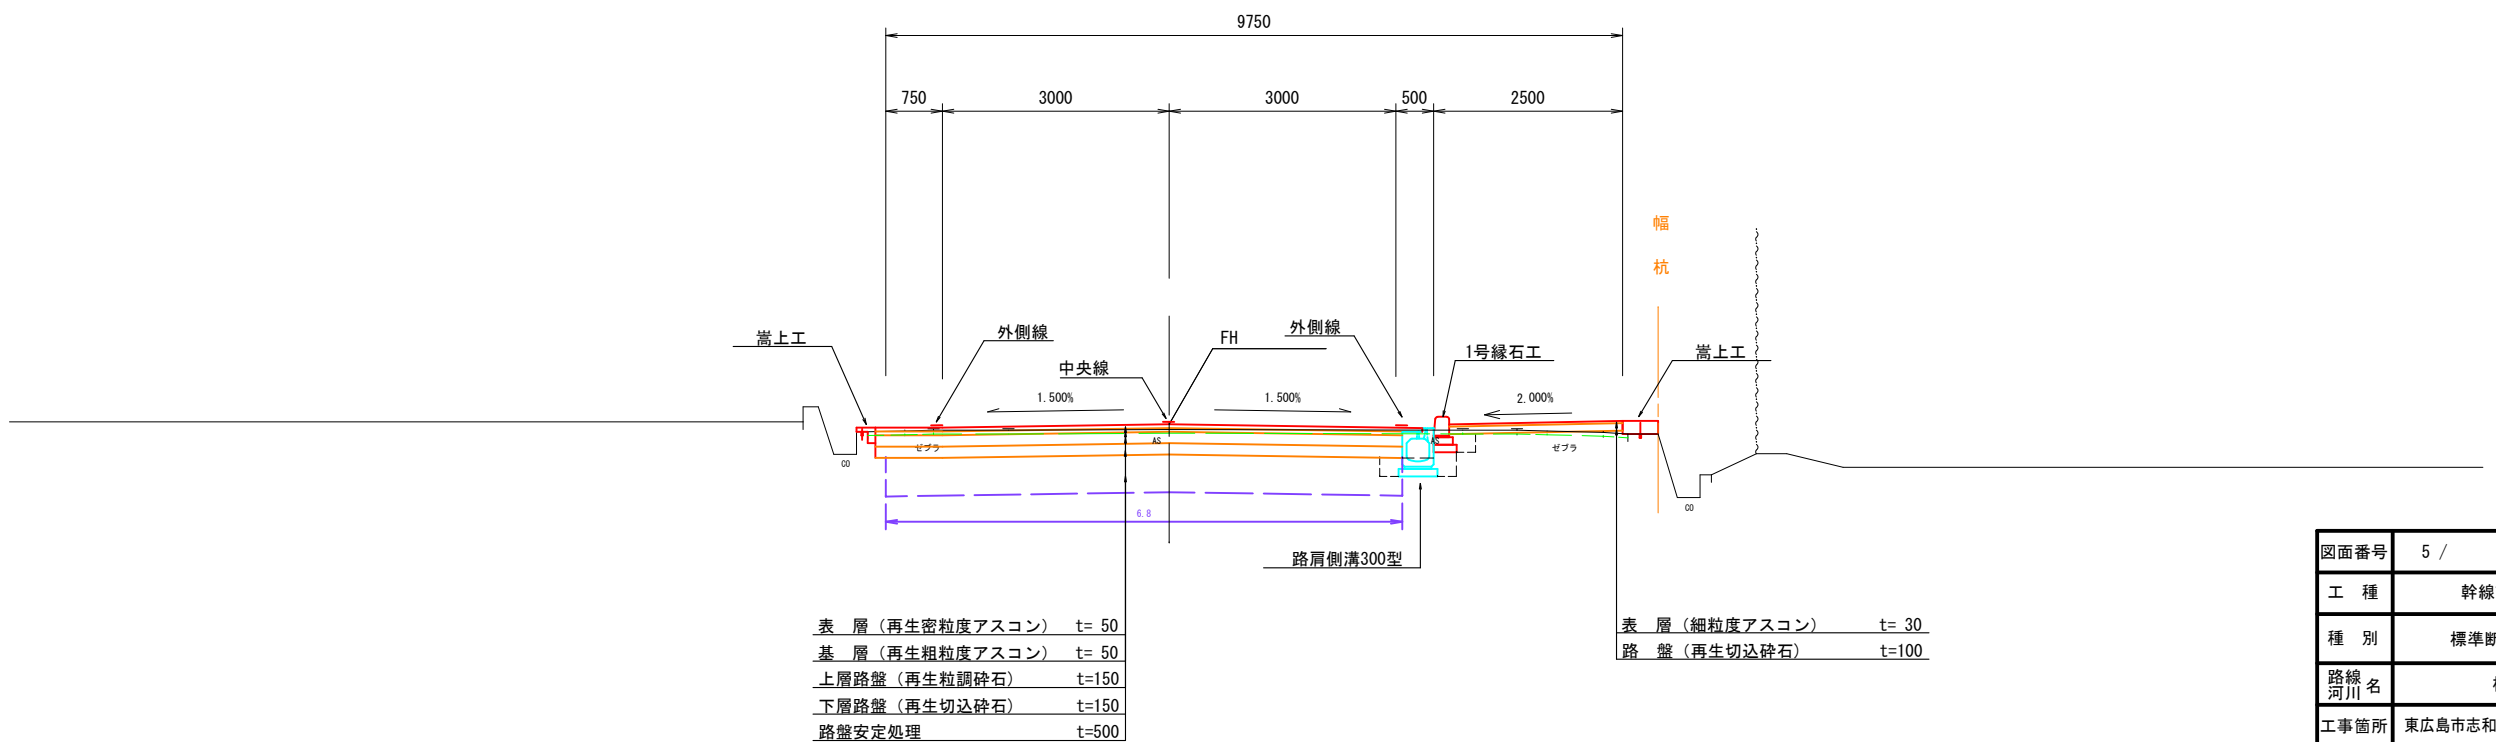 9750
750 3000 3000 500 2500
幅
杭
嵩上工 外側線 中央線 FH 外側線 1号縁石工 嵩上工
1.500% 1.500% 2.000%
AS AS
ゼブラ ゼブラ
CO CO
6.8
路肩側溝300型
表 層（再生密粒度アスコン） t= 50
基 層（再生粗粒度アスコン） t= 50
上層路盤（再生粒調砕石） t=150
下層路盤（再生切込砕石） t=150
路盤安定処理 t=500
表 層（細粒度アスコン） t= 30
路 盤（再生切込砕石） t=100
図面番号 5 /
工 種 幹線
種 別 標準断
路線
河川 名
工事箇所 東広島市志和